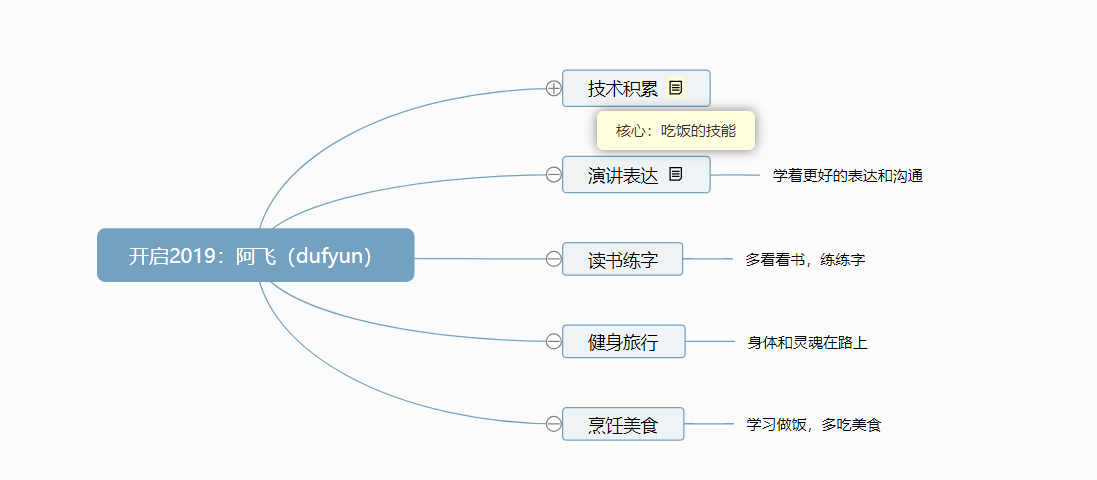 技术积累
核心：吃饭的技能
演讲表达
学着更好的表达和沟通
开启2019：阿飞（dufyun）
读书练字
多看看书，练练字
健身旅行
身体和灵魂在路上
烹饪美食
学习做饭，多吃美食